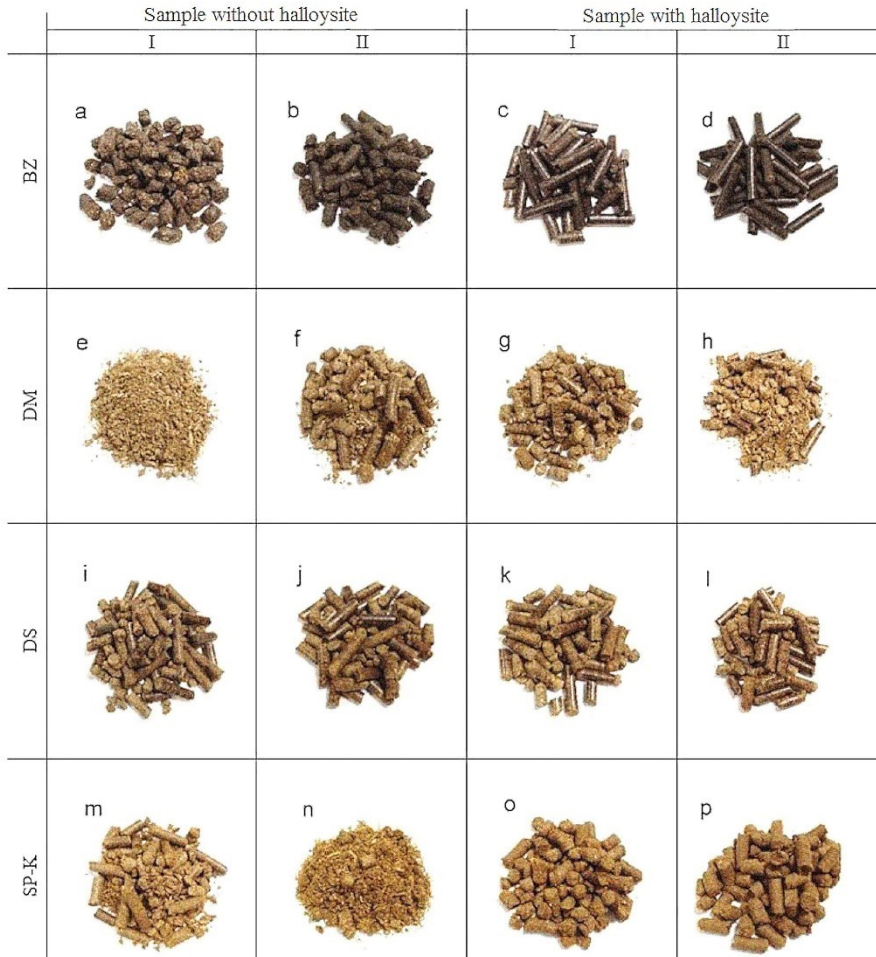 Sample without halloysite Sample with halloysite
I II I II
BZ
a b c d
DM
e f g h
DS
i j k l
SP-K
m n o p